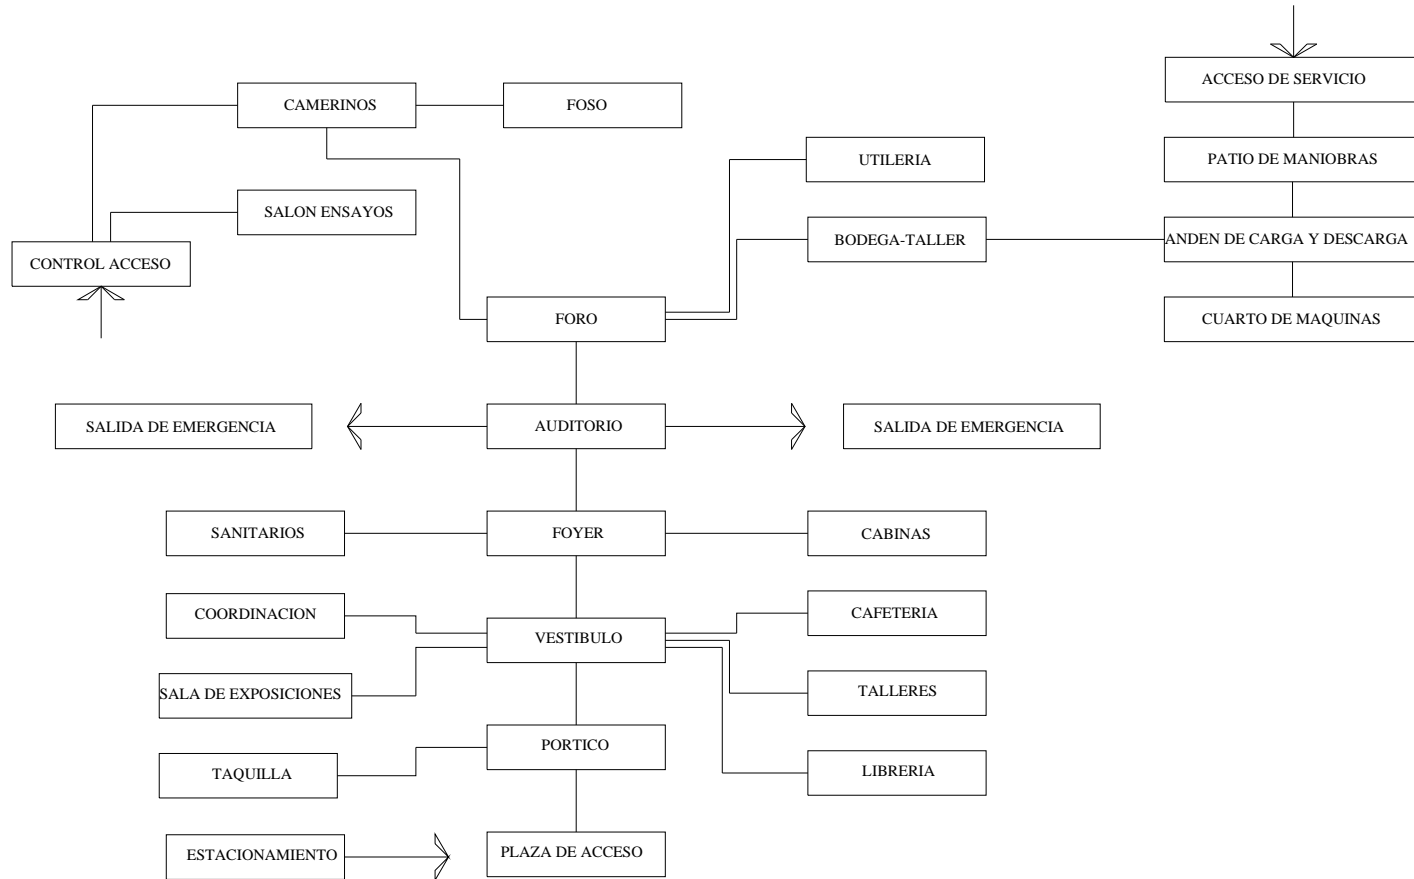 ACCESO DE SERVICIO
CAMERINOS
FOSO
UTILERIA
PATIO DE MANIOBRAS
SALON ENSAYOS
BODEGA-TALLER
ANDEN DE CARGA Y DESCARGA
CONTROL ACCESO
FORO
CUARTO DE MAQUINAS
SALIDA DE EMERGENCIA
AUDITORIO
SALIDA DE EMERGENCIA
SANITARIOS
FOYER
CABINAS
COORDINACION
CAFETERIA
VESTIBULO
SALA DE EXPOSICIONES
TALLERES
PORTICO
TAQUILLA
LIBRERIA
ESTACIONAMIENTO
PLAZA DE ACCESO